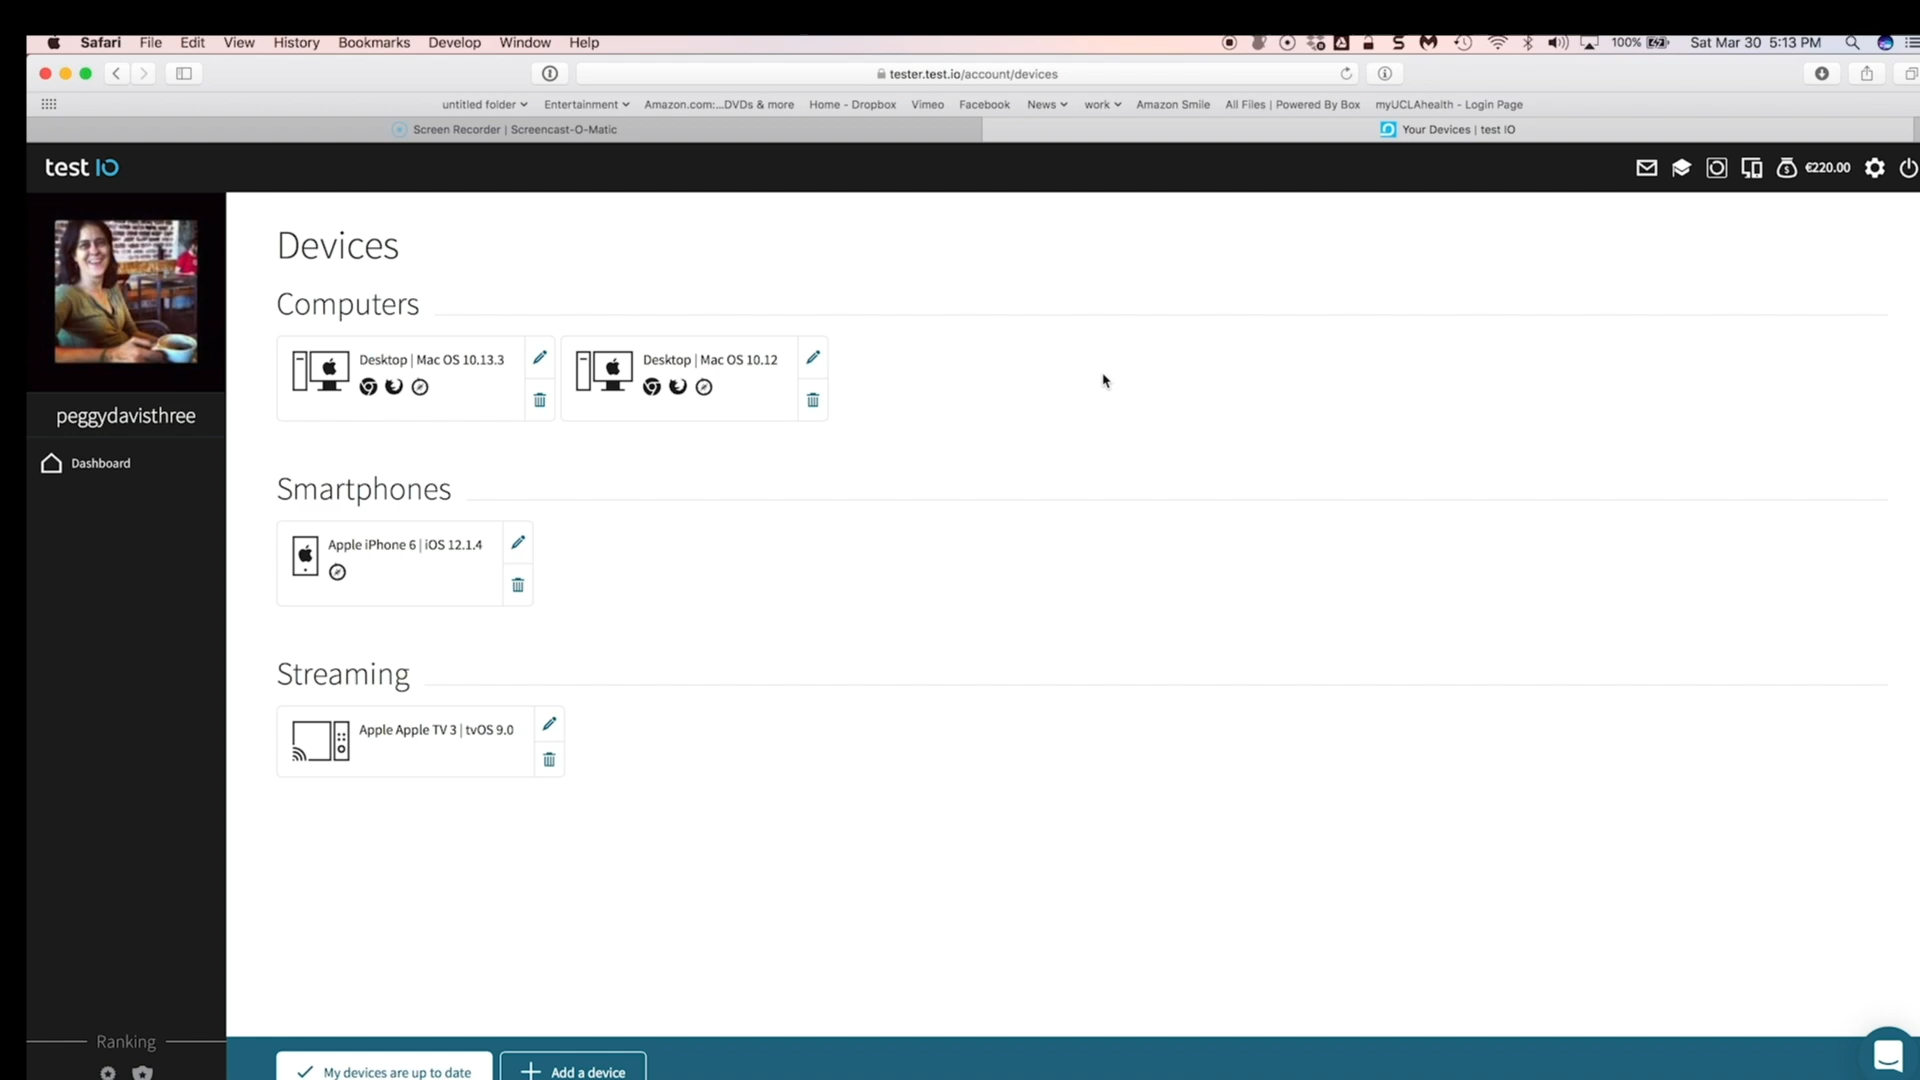 Safari File Edit View History Bookmarks Develop Window Help 100% Sat Mar 30 5:13 PM
tester.test.io/account/devices
untitled folder Entertainment Amazon.com:...DVDs & more Home - Dropbox Vimeo Facebook News work Amazon Smile All Files | Powered By Box myUCLAhealth - Login Page
Screen Recorder | Screencast-O-Matic Your Devices | test IO
test IO €220.00
Devices
Computers
Desktop | Mac OS 10.13.3 Desktop | Mac OS 10.12
peggydavisthree
Dashboard
Smartphones
Apple iPhone 6 | iOS 12.1.4
Streaming
Apple Apple TV 3 | tvOS 9.0
Ranking
My devices are up to date Add a device